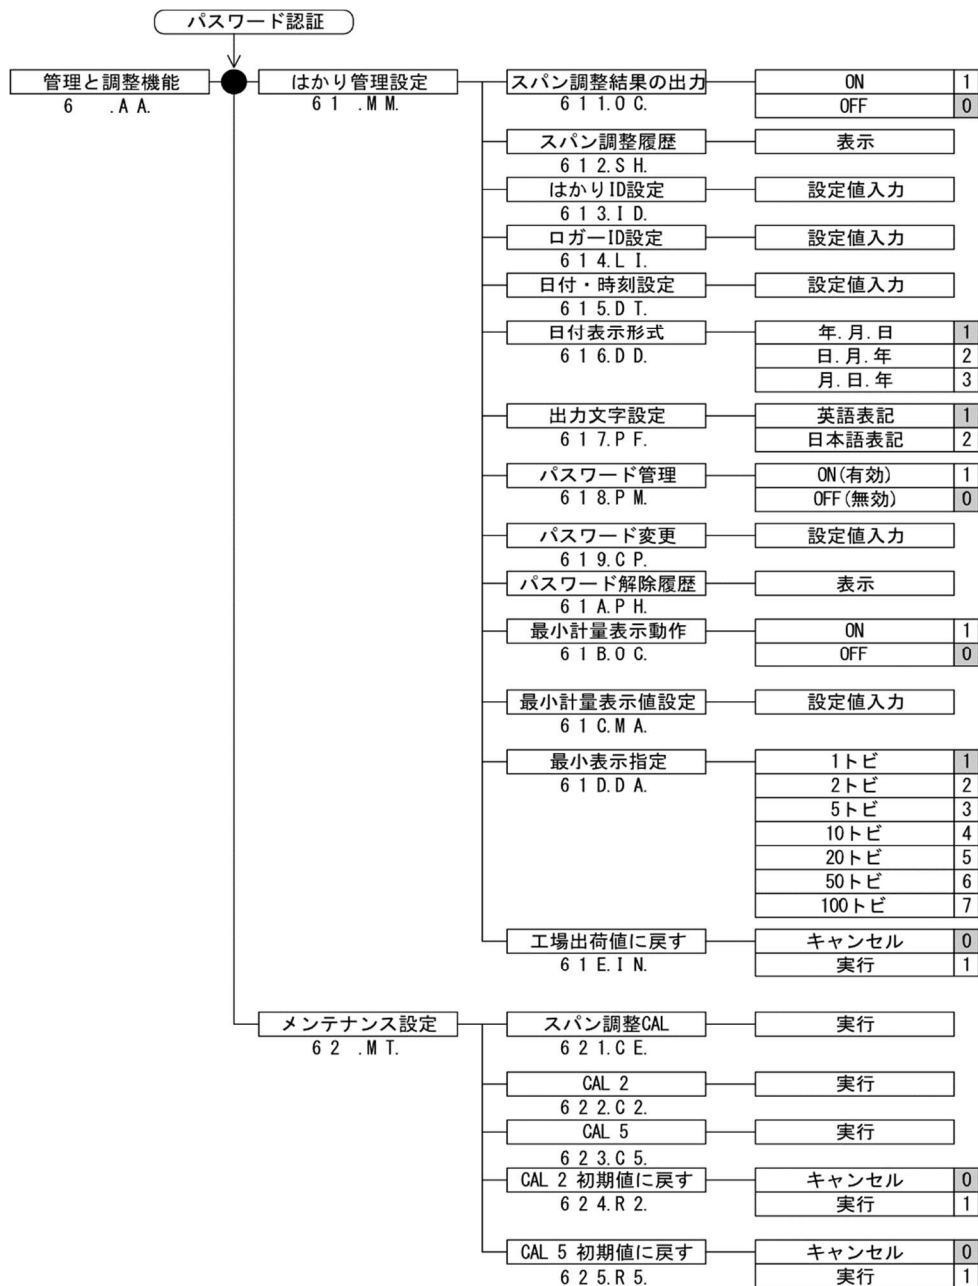 パスワード認証
管理と調整機能 はかり管理設定 スパン調整結果の出力 ON 1
6 .A A. 6 1 .M M. 6 1 1.O C. OFF 0
スパン調整履歴 表示
6 1 2.S H.
はかりID設定 設定値入力
6 1 3.I D.
ロガーID設定 設定値入力
6 1 4.L I.
日付・時刻設定 設定値入力
6 1 5.D T.
日付表示形式 年.月.日 1
6 1 6.D D. 日.月.年 2
月.日.年 3
出力文字設定 英語表記 1
6 1 7.P F. 日本語表記 2
パスワード管理 ON(有効) 1
6 1 8.P M. OFF(無効) 0
パスワード変更 設定値入力
6 1 9.C P.
パスワード解除履歴 表示
6 1 A.P H.
最小計量表示動作 ON 1
6 1 B.O C. OFF 0
最小計量表示値設定 設定値入力
6 1 C.M A.
最小表示指定 1トビ 1
6 1 D.D A. 2トビ 2
5トビ 3
10トビ 4
20トビ 5
50トビ 6
100トビ 7
工場出荷値に戻す キャンセル 0
6 1 E.I N. 実行 1
メンテナンス設定 スパン調整CAL 実行
6 2 .M T. 6 2 1.C E.
CAL 2 実行
6 2 2.C 2.
CAL 5 実行
6 2 3.C 5.
CAL 2 初期値に戻す キャンセル 0
6 2 4.R 2. 実行 1
CAL 5 初期値に戻す キャンセル 0
6 2 5.R 5. 実行 1